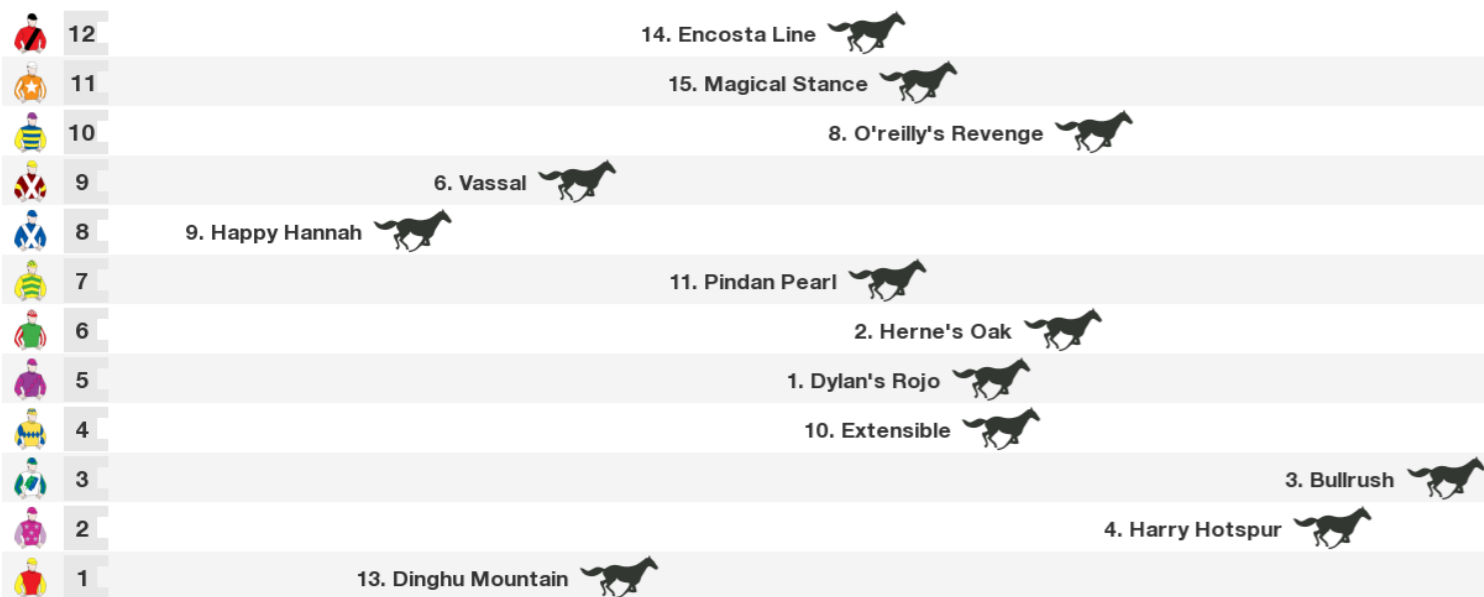 12 14. Encosta Line
11 15. Magical Stance
10 8. O'reilly's Revenge
9 6. Vassal
8 9. Happy Hannah
7 11. Pindan Pearl
6 2. Herne's Oak
5 1. Dylan's Rojo
4 10. Extensible
3 3. Bullrush
2 4. Harry Hotspur
1 13. Dinghu Mountain